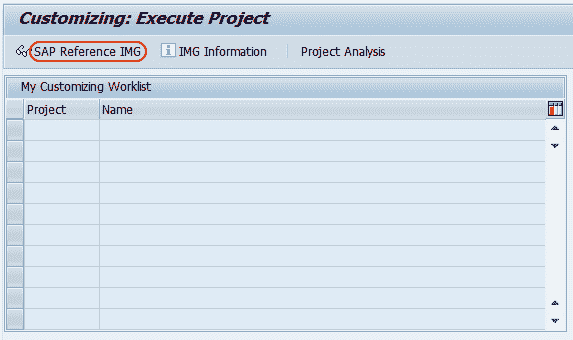 Customizing: Execute Project
SAP Reference IMG IMG Information Project Analysis
My Customizing Worklist
Project Name